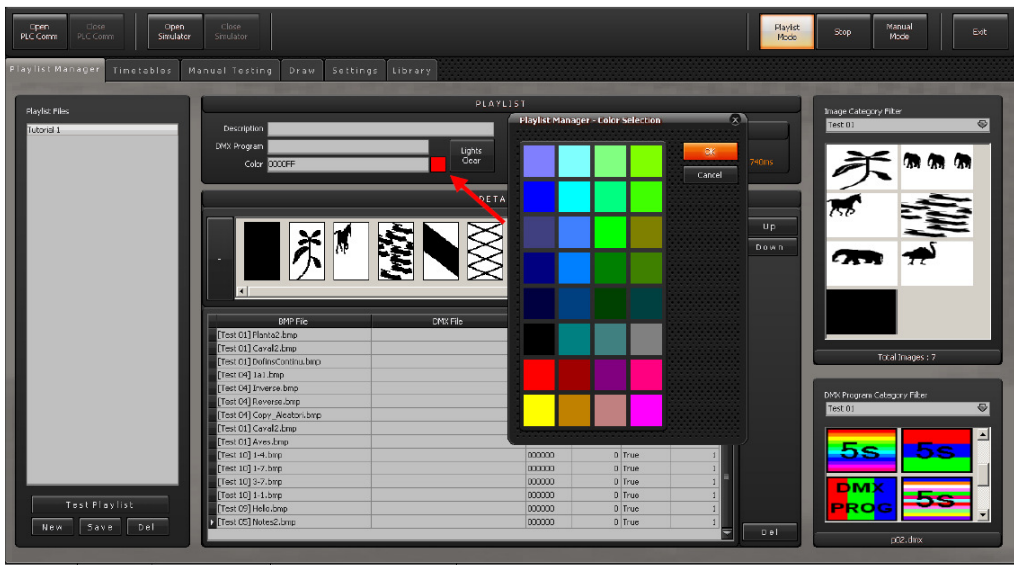 Open PLC Comm
Close PLC Comm
Open Simulator
Close Simulator
Playlist Mode
Stop
Manual Mode
Exit
Playlist Manager
Timetables
Manual Testing
Draw
Settings
Library
Playlist Files
Tutorial 1
Test Playlist
New
Save
Del
PLAYLIST
Description
DMX Program
Color
0000FF
Lights Clear
740ms
Playlist Manager - Color Selection
X
OK
Cancel
DETA
-
Up
Down
BMP File
DMX File
[Test 01] Planta2.bmp
[Test 01] Caval2.bmp
[Test 01] DofinsContinu.bmp
[Test 04] 1a1.bmp
[Test 04] Inverse.bmp
[Test 04] Reverse.bmp
[Test 04] Copy_Aleatori.bmp
[Test 01] Caval2.bmp
[Test 01] Aves.bmp
[Test 10] 1-4.bmp 000000 0 True 1
[Test 10] 1-7.bmp 000000 0 True 1
[Test 10] 3-7.bmp 000000 0 True 1
[Test 10] 1-1.bmp 000000 0 True 1
[Test 09] Hello.bmp 000000 0 True 1
[Test 05] Notes2.bmp 000000 0 True 1
Del
Image Category Filter
Test 01
Total Images : 7
DMX Program Category Filter
Test 01
5s
5s
DMX PROG
5s
p02.dmx